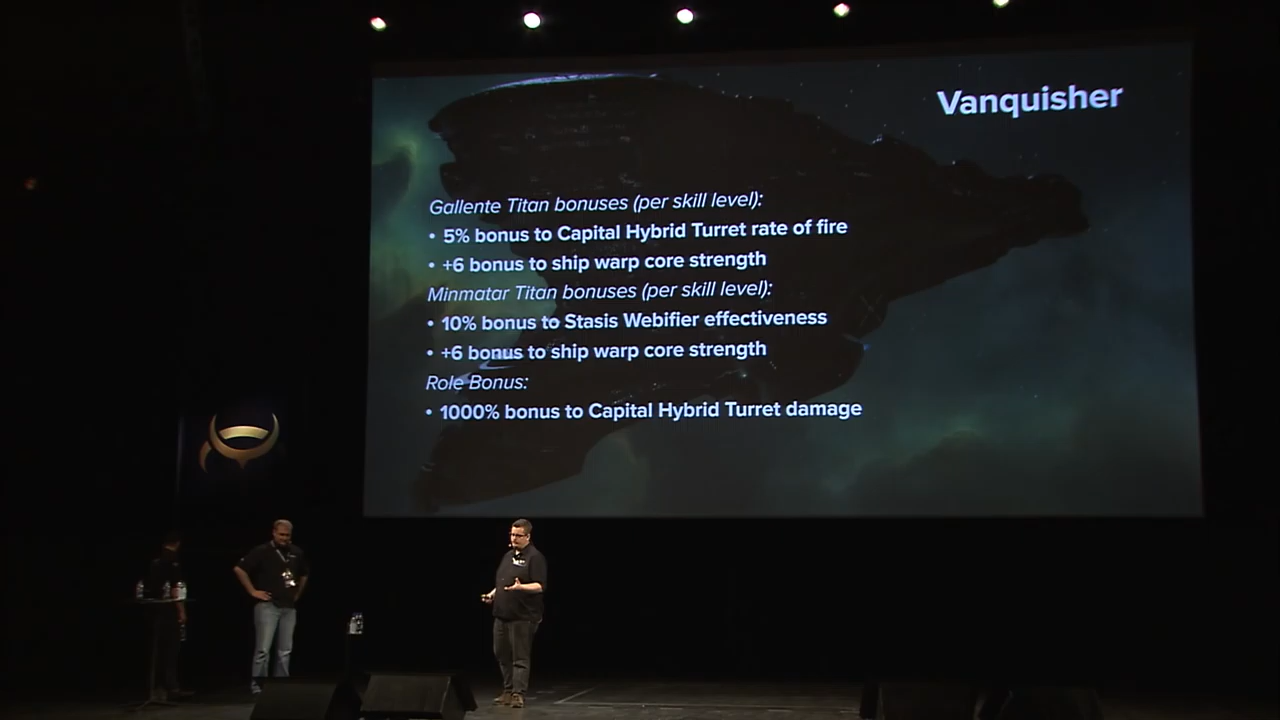 Vanquisher
Gallente Titan bonuses (per skill level):
• 5% bonus to Capital Hybrid Turret rate of fire
• +6 bonus to ship warp core strength
Minmatar Titan bonuses (per skill level):
• 10% bonus to Stasis Webifier effectiveness
• +6 bonus to ship warp core strength
Role Bonus:
• 1000% bonus to Capital Hybrid Turret damage